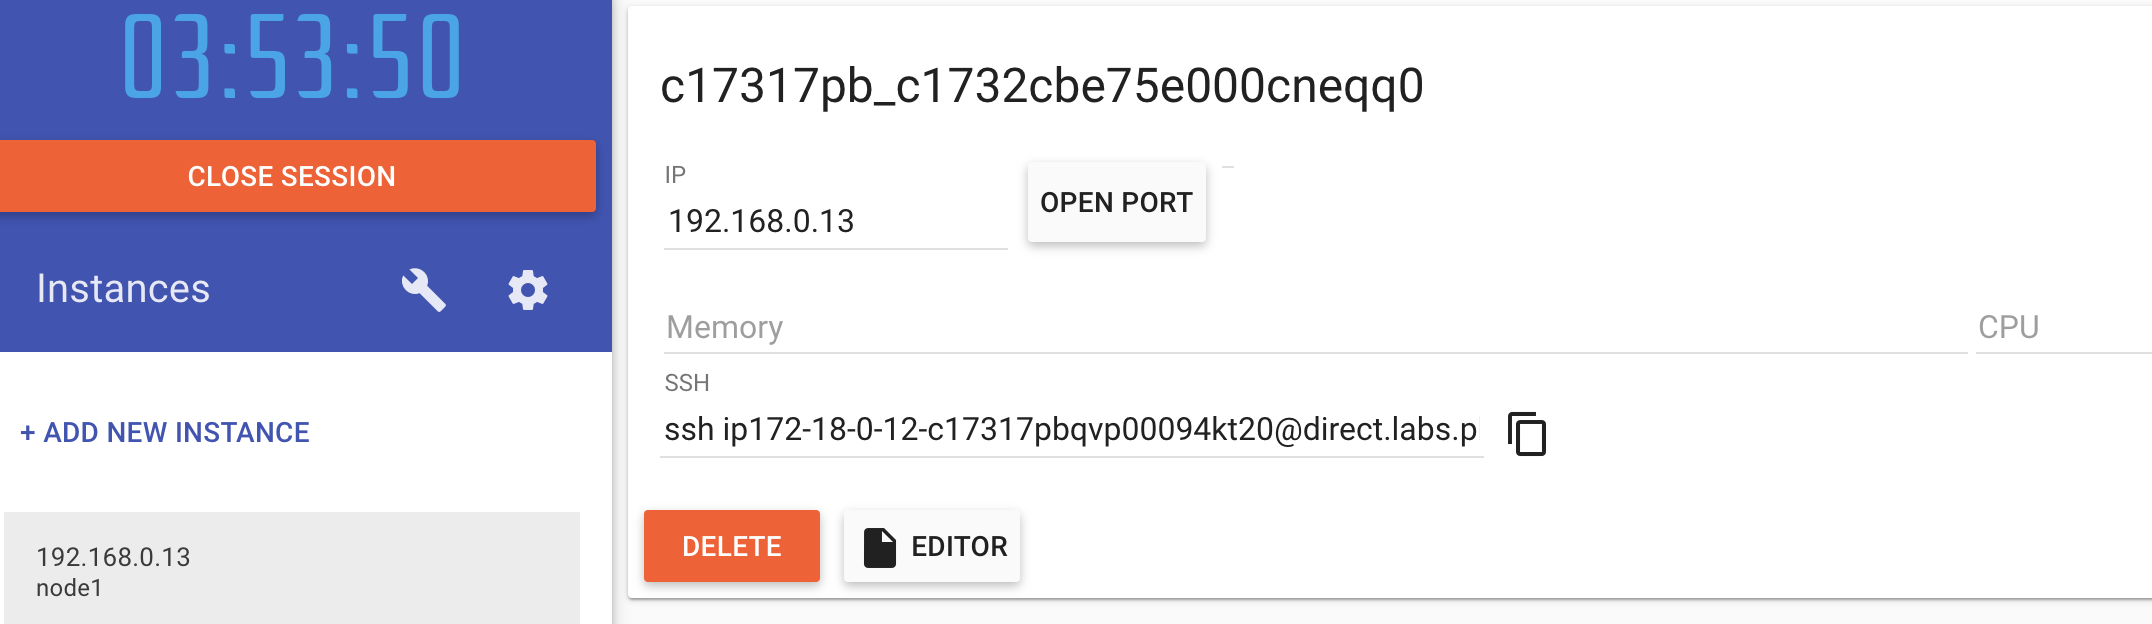 03:53:50
CLOSE SESSION
Instances
+ ADD NEW INSTANCE
192.168.0.13
node1
c17317pb_c1732cbe75e000cneqq0
IP
192.168.0.13
OPEN PORT
Memory
CPU
SSH
ssh ip172-18-0-12-c17317pbqvp00094kt20@direct.labs.p
DELETE
EDITOR